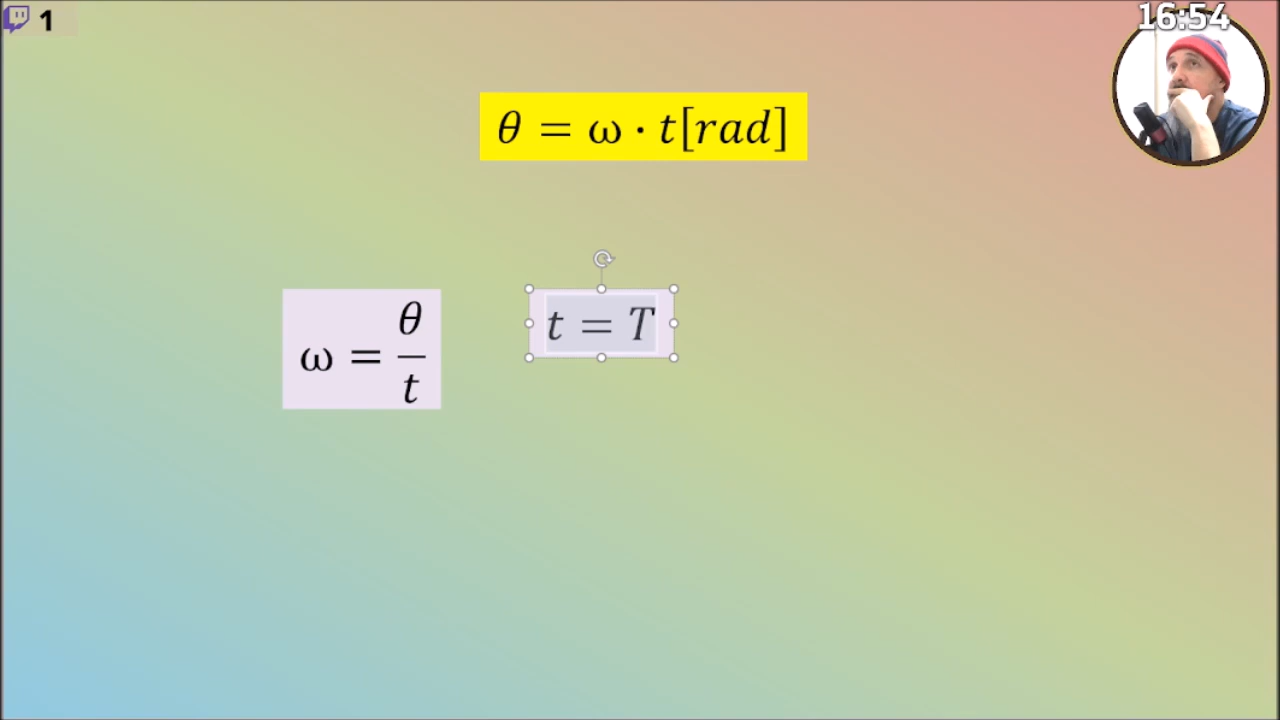 1
16:54
θ = ω · t[rad]
ω = θ/t
t = T